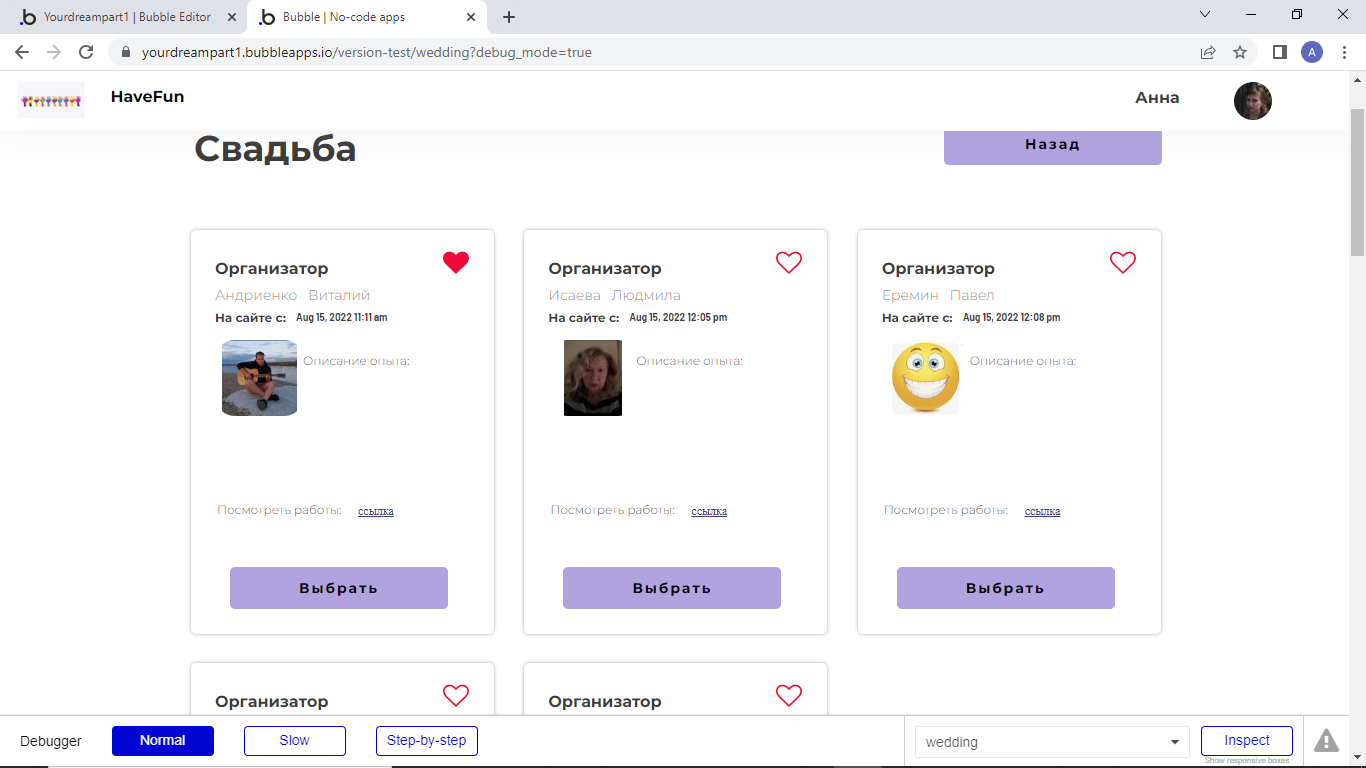 Yourdreampart1 | Bubble Editor
Bubble | No-code apps
yourdreampart1.bubbleapps.io/version-test/wedding?debug_mode=true
A
HaveFun
Анна
Свадьба
Назад
Организатор
Андриенко Виталий
На сайте с: Aug 15, 2022 11:11 am
Описание опыта:
Посмотреть работы: ссылка
Выбрать
Организатор
Исаева Людмила
На сайте с: Aug 15, 2022 12:05 pm
Описание опыта:
Посмотреть работы: ссылка
Выбрать
Организатор
Еремин Павел
На сайте с: Aug 15, 2022 12:08 pm
Описание опыта:
Посмотреть работы: ссылка
Выбрать
Организатор
Организатор
Debugger Normal Slow Step-by-step wedding Inspect
Show responsive boxes